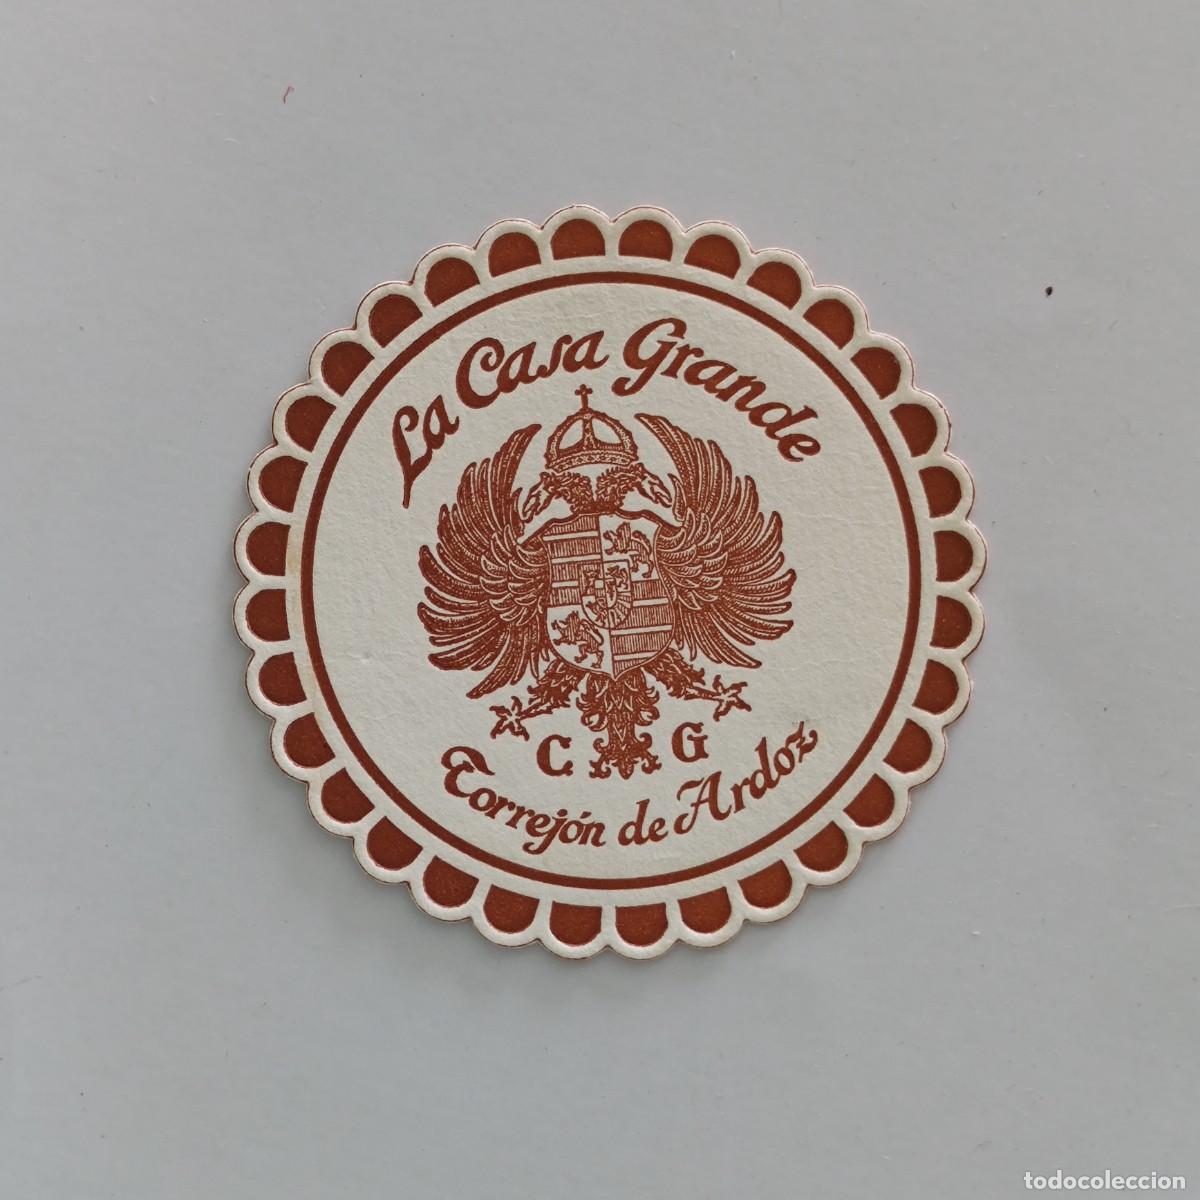 La Casa Grande
C G
Torrejón de Ardoz
todocoleccion